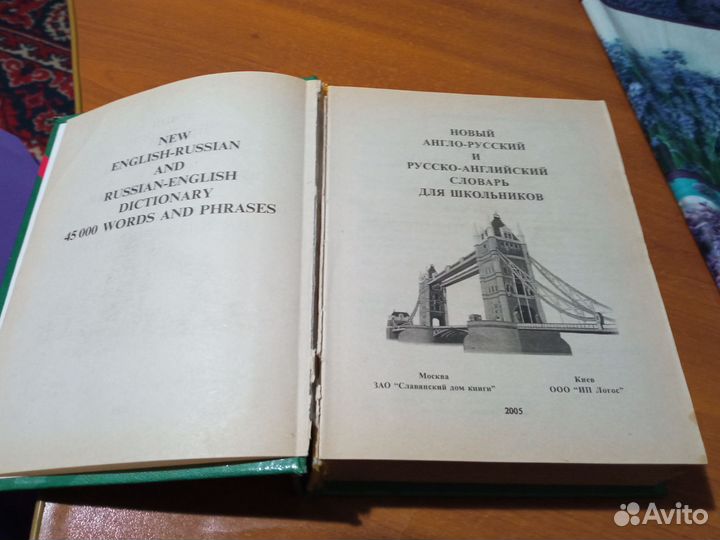 NEW
ENGLISH-RUSSIAN
AND
RUSSIAN-ENGLISH
DICTIONARY
45 000 WORDS AND PHRASES
НОВЫЙ
АНГЛО-РУССКИЙ
И
РУССКО-АНГЛИЙСКИЙ
СЛОВАРЬ
ДЛЯ ШКОЛЬНИКОВ
Москва
ЗАО "Славянский дом книги"
Киев
ООО "ИП Логос"
2005
Avito